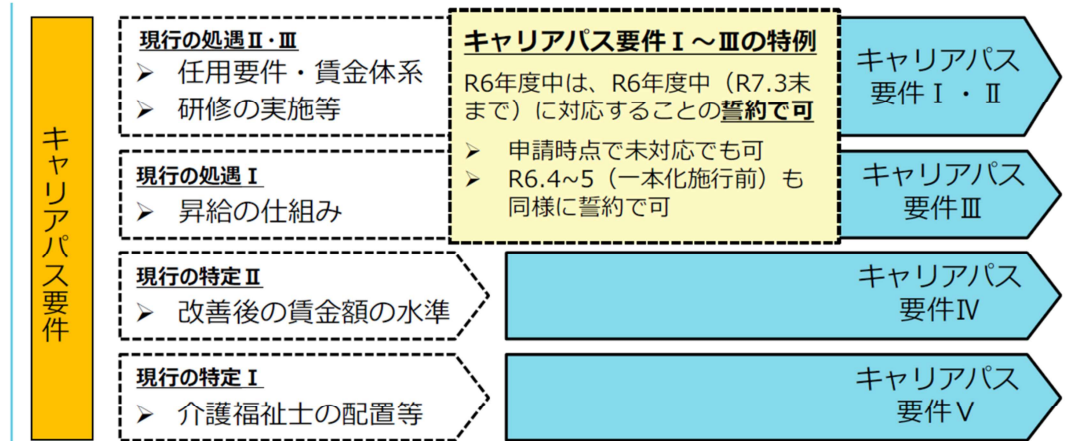 キャリアパス要件
現行の処遇Ⅱ・Ⅲ
➢ 任用要件・賃金体系
➢ 研修の実施等
キャリアパス要件Ⅰ～Ⅲの特例
R6年度中は、R6年度中（R7.3末
まで）に対応することの誓約で可
➢ 申請時点で未対応でも可
➢ R6.4~5（一本化施行前）も
同様に誓約で可
キャリアパス
要件Ⅰ・Ⅱ
現行の処遇Ⅰ
➢ 昇給の仕組み
キャリアパス
要件Ⅲ
現行の特定Ⅱ
➢ 改善後の賃金額の水準
キャリアパス
要件Ⅳ
現行の特定Ⅰ
➢ 介護福祉士の配置等
キャリアパス
要件Ⅴ